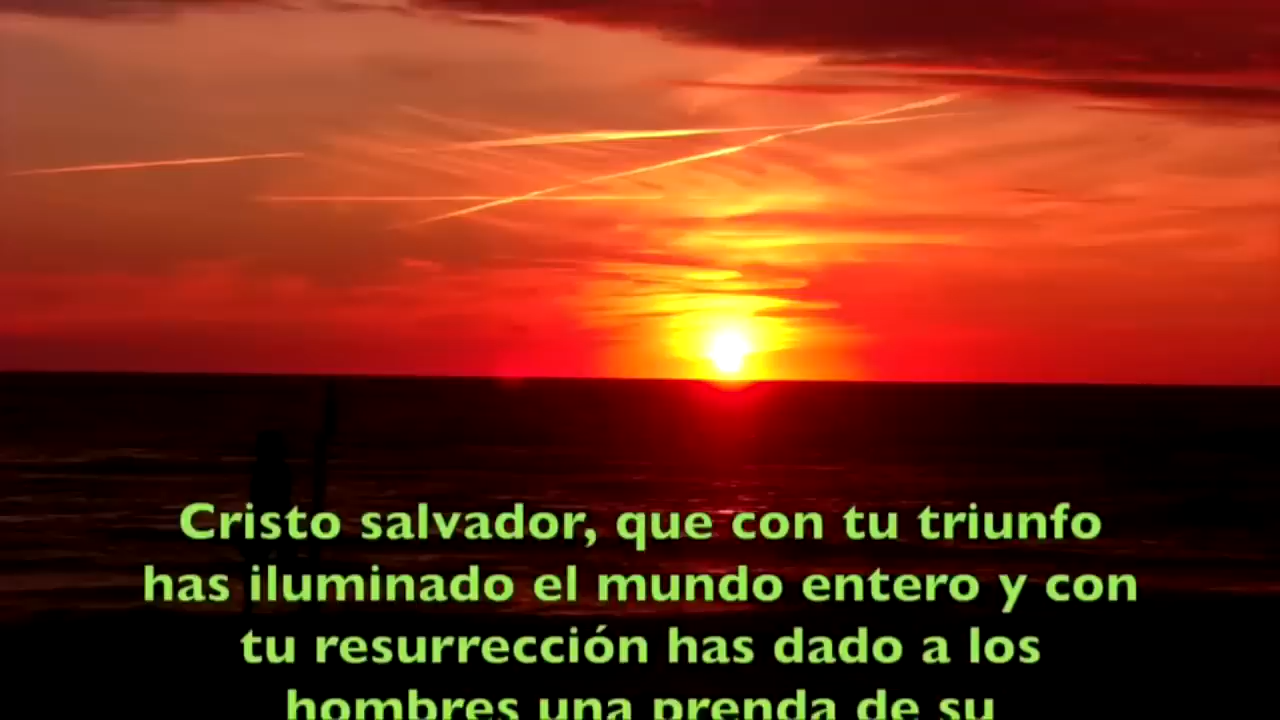 Cristo salvador, que con tu triunfo
has iluminado el mundo entero y con
tu resurrección has dado a los
hombres una prenda de su